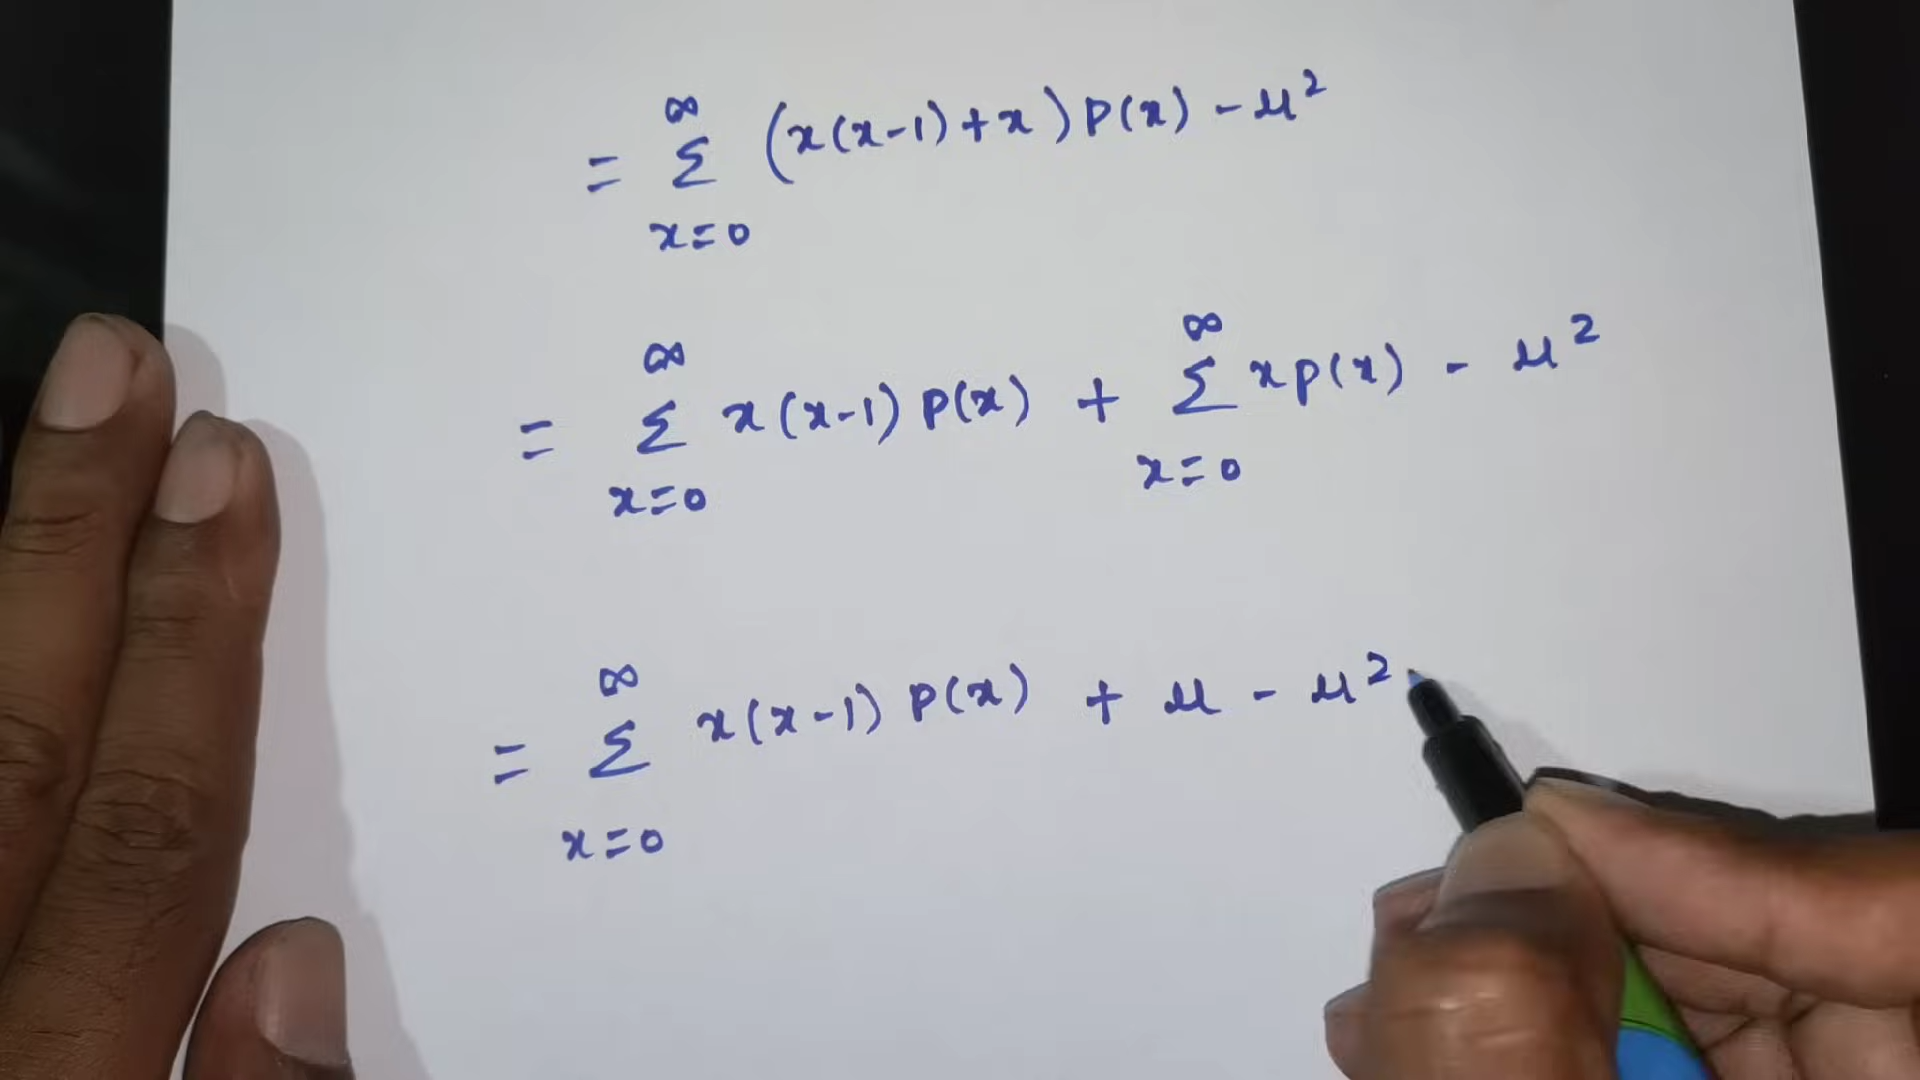 = ∞ Σ x=0 (x(x-1)+x) P(x) - μ²
= ∞ Σ x=0 x(x-1) P(x) + ∞ Σ x=0 x P(x) - μ²
= ∞ Σ x=0 x(x-1) P(x) + μ - μ²